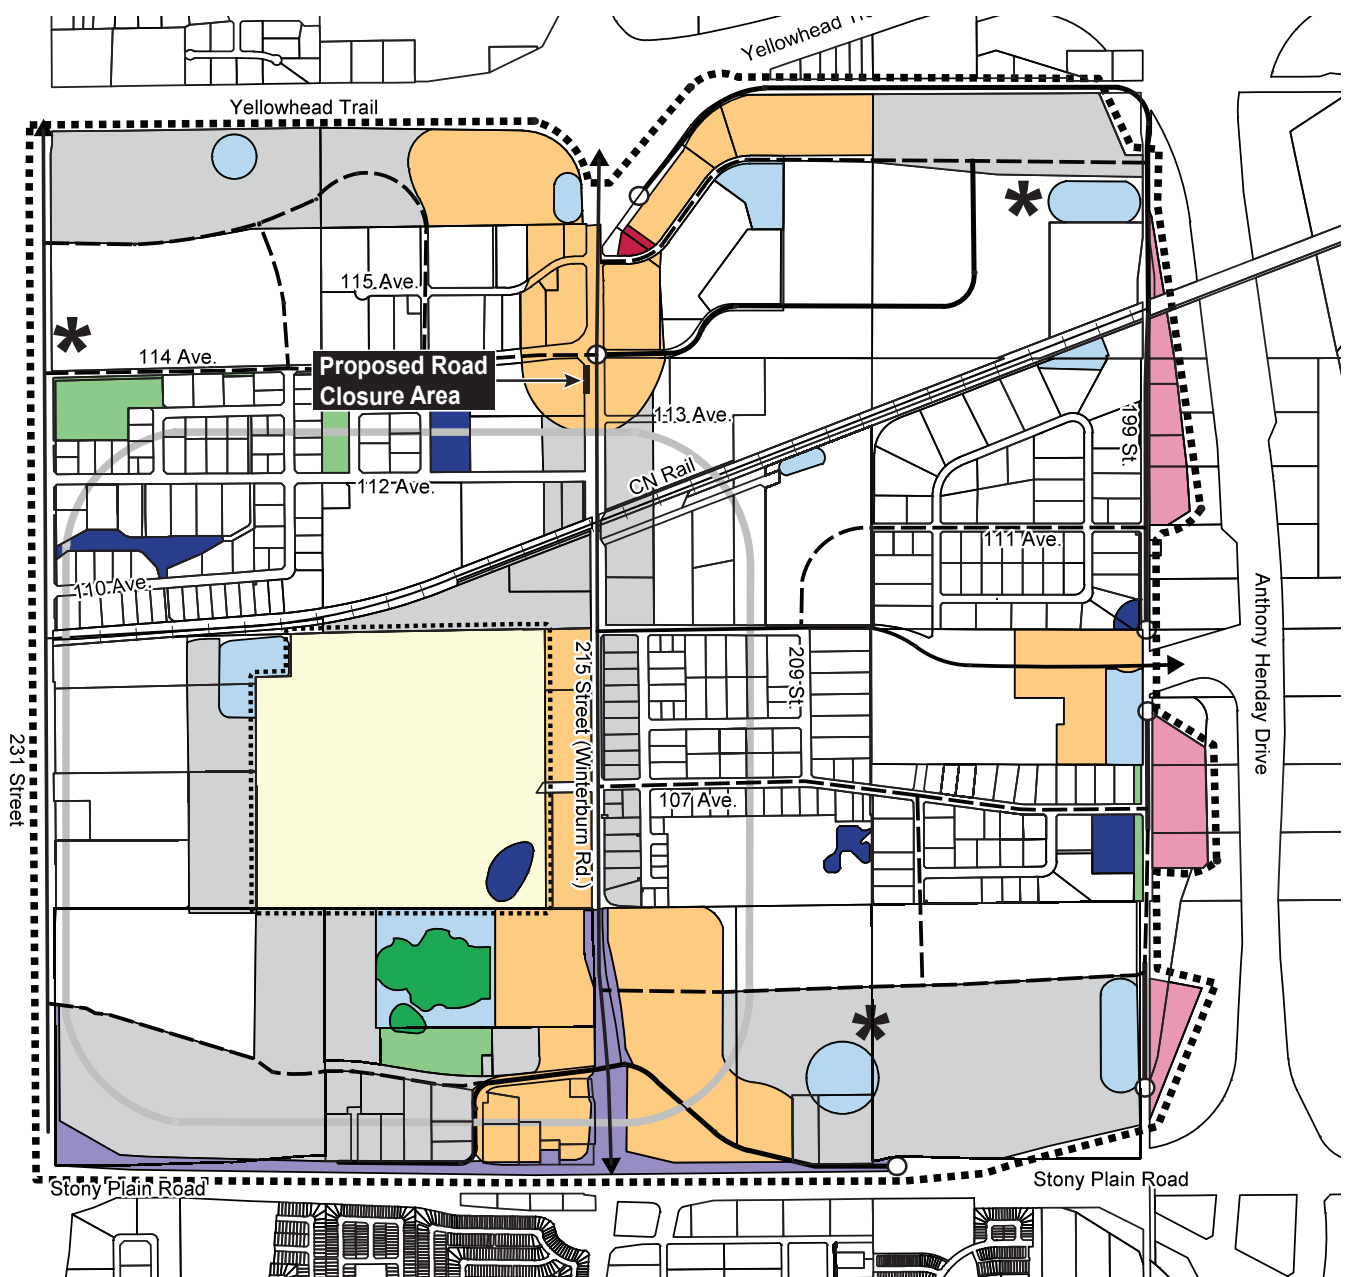 Yellowhead Tr
Yellowhead Trail
115 Ave.
114 Ave.
Proposed Road
Closure Area
113 Ave.
199 St.
CN Rail
112 Ave.
111 Ave.
110 Ave.
Anthony Henday Drive
215 Street (Winterburn Rd.)
209 St.
231 Street
107 Ave.
Stony Plain Road
Stony Plain Road